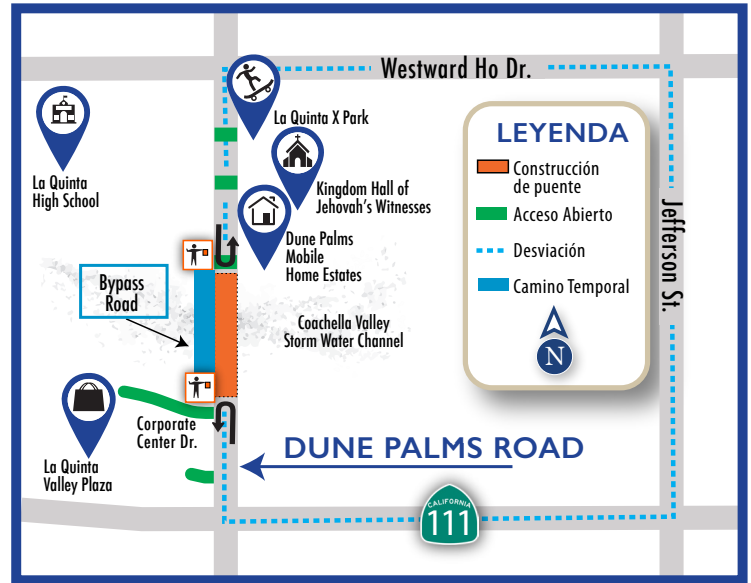 Westward Ho Dr.
La Quinta X Park
La Quinta
High School
Kingdom Hall of
Jehovah's Witnesses
Dune Palms
Mobile
Home Estates
LEYENDA
Construcción
de puente
Acceso Abierto
Desviación
Camino Temporal
N
Jefferson St.
Bypass
Road
Coachella Valley
Storm Water Channel
Corporate
Center Dr.
La Quinta
Valley Plaza
DUNE PALMS ROAD
CALIFORNIA
111